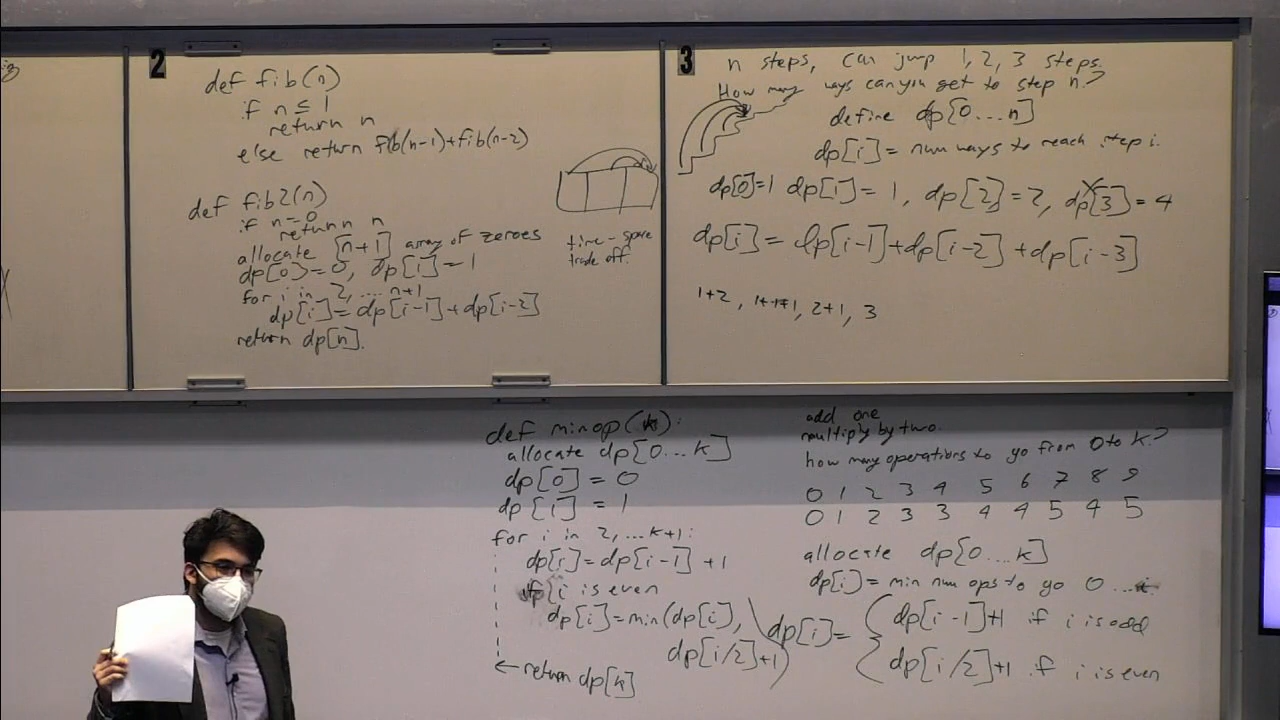 2
def fib(n)
if n ≤ 1
return n
else return fib(n-1)+fib(n-2)
def fib2(n)
if n=0
return n
allocate [n+1] array of zeroes
dp[0]=0, dp[1]=1
for i in 2, ... n+1
dp[i]=dp[i-1]+dp[i-2]
return dp[n].
time-space
trade off.
3
n steps, can jump 1, 2, 3 steps.
How many ways can you get to step n?
define dp[0...n]
dp[i] = num ways to reach step i.
dp[0]=1 dp[1]=1, dp[2]=2, dp[3]=4
dp[i]=dp[i-1]+dp[i-2]+dp[i-3]
1+2, 1+1+1, 2+1, 3
def minop(k):
allocate dp[0...k]
dp[0] = 0
dp[1] = 1
for i in 2, ...k+1:
dp[i]=dp[i-1]+1
if i is even
dp[i]=min(dp[i],
dp[i/2]+1)
return dp[k]
add one
multiply by two.
how many operations to go from 0 to k?
0 1 2 3 4 5 6 7 8 9
0 1 2 3 3 4 4 5 4 5
allocate dp[0...k]
dp[i]=min num ops to go 0...i
dp[i]= { dp[i-1]+1 if i is odd
dp[i/2]+1 if i is even